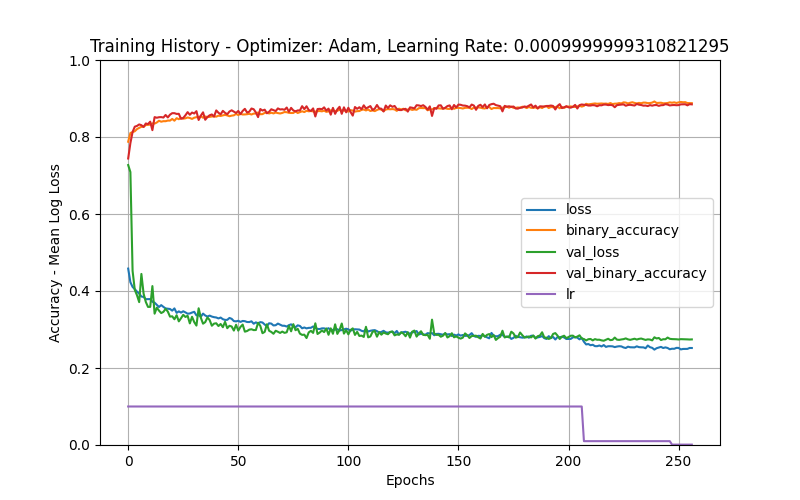 Training History - Optimizer: Adam, Learning Rate: 0.0009999999310821295
1.0
0.8
0.6
0.4
0.2
0.0
Accuracy - Mean Log Loss
loss
binary_accuracy
val_loss
val_binary_accuracy
lr
0 50 100 150 200 250
Epochs